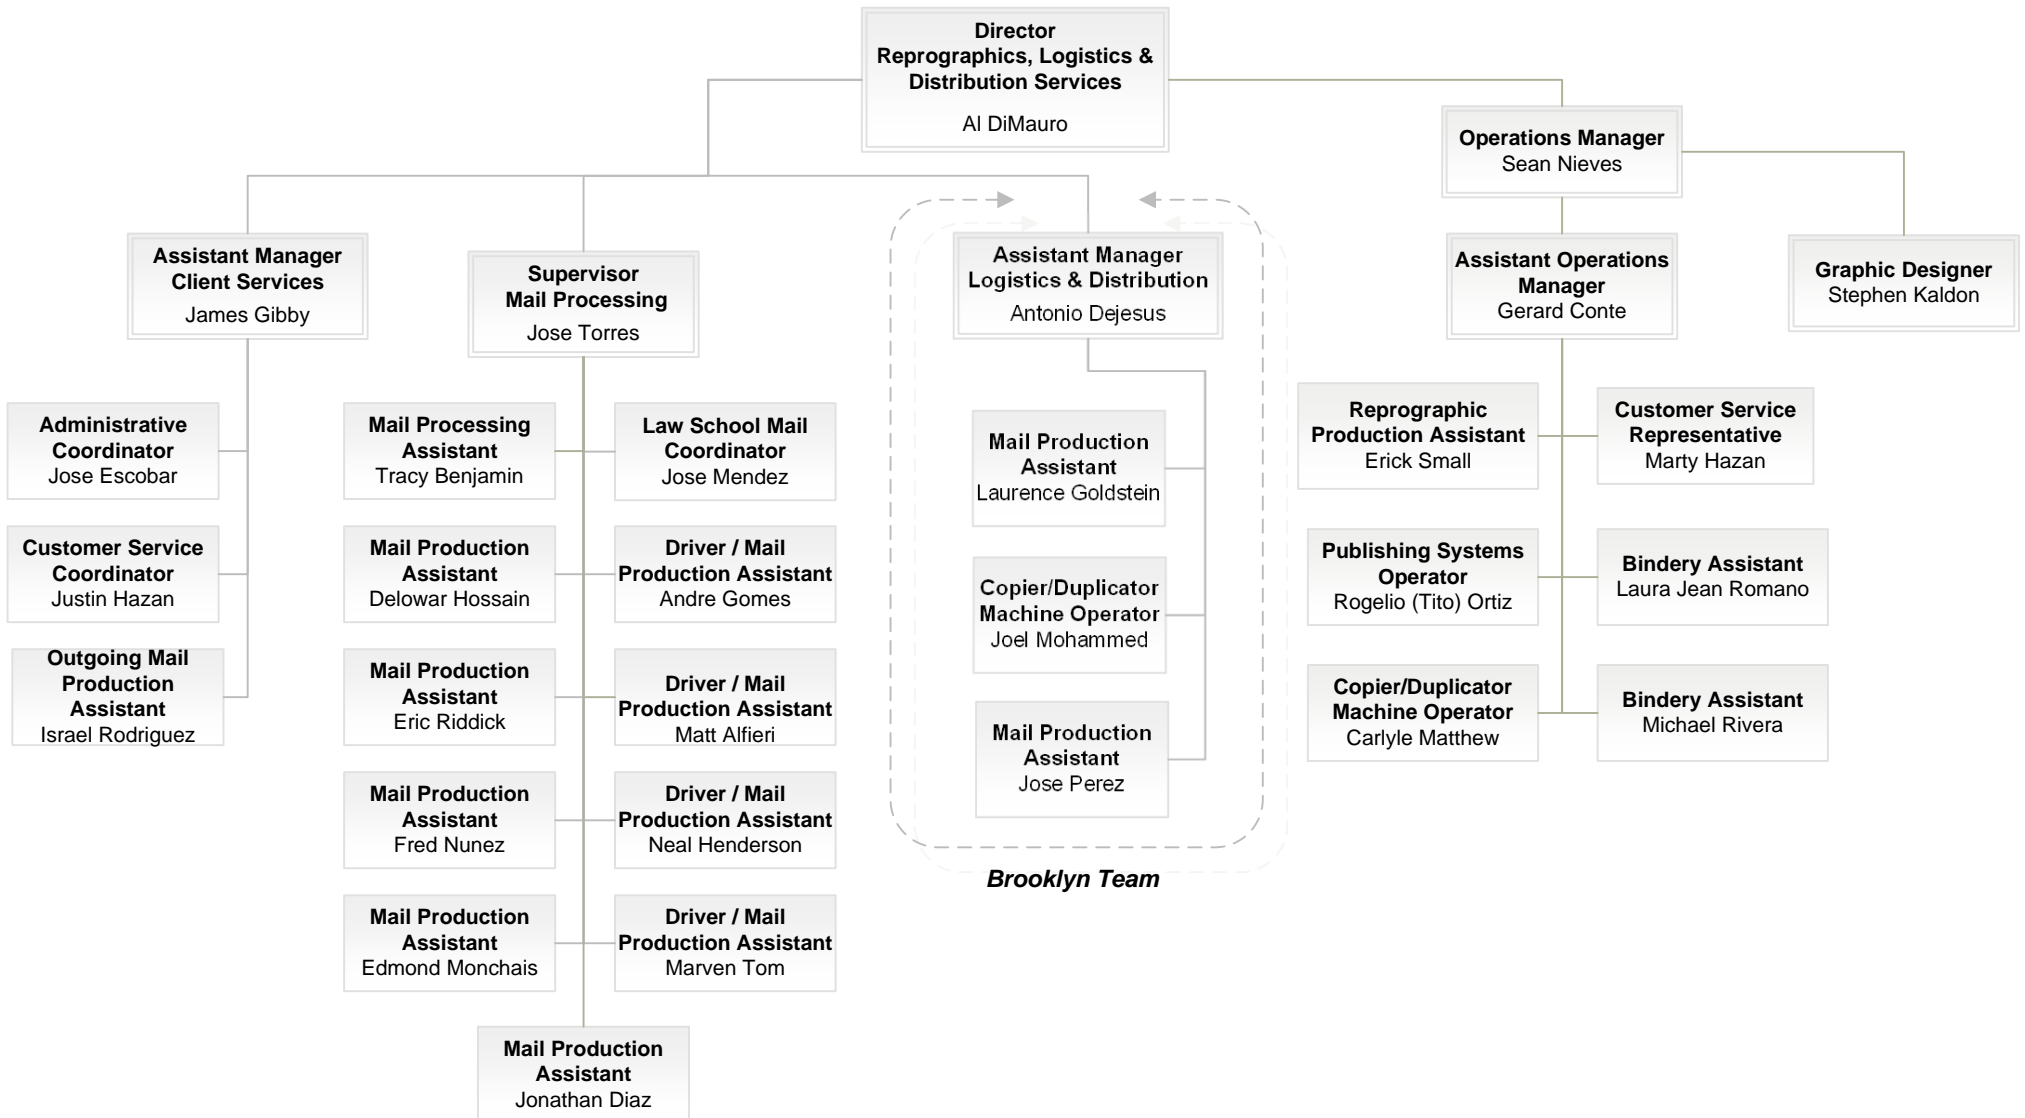 Director
Reprographics, Logistics &
Distribution Services
Al DiMauro
Operations Manager
Sean Nieves
Assistant Manager
Client Services
James Gibby
Supervisor
Mail Processing
Jose Torres
Assistant Manager
Logistics & Distribution
Antonio Dejesus
Assistant Operations
Manager
Gerard Conte
Graphic Designer
Stephen Kaldon
Administrative
Coordinator
Jose Escobar
Customer Service
Coordinator
Justin Hazan
Outgoing Mail
Production
Assistant
Israel Rodriguez
Mail Processing
Assistant
Tracy Benjamin
Law School Mail
Coordinator
Jose Mendez
Mail Production
Assistant
Delowar Hossain
Driver / Mail
Production Assistant
Andre Gomes
Mail Production
Assistant
Eric Riddick
Driver / Mail
Production Assistant
Matt Alfieri
Mail Production
Assistant
Fred Nunez
Driver / Mail
Production Assistant
Neal Henderson
Mail Production
Assistant
Edmond Monchais
Driver / Mail
Production Assistant
Marven Tom
Mail Production
Assistant
Jonathan Diaz
Mail Production
Assistant
Laurence Goldstein
Copier/Duplicator
Machine Operator
Joel Mohammed
Mail Production
Assistant
Jose Perez
Brooklyn Team
Reprographic
Production Assistant
Erick Small
Customer Service
Representative
Marty Hazan
Publishing Systems
Operator
Rogelio (Tito) Ortiz
Bindery Assistant
Laura Jean Romano
Copier/Duplicator
Machine Operator
Carlyle Matthew
Bindery Assistant
Michael Rivera